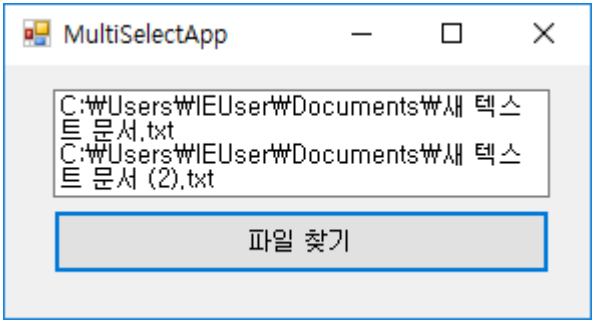 MultiSelectApp
C:₩Users₩IEUser₩Documents₩새 텍스
트 문서.txt
C:₩Users₩IEUser₩Documents₩새 텍스
트 문서 (2).txt
파일 찾기